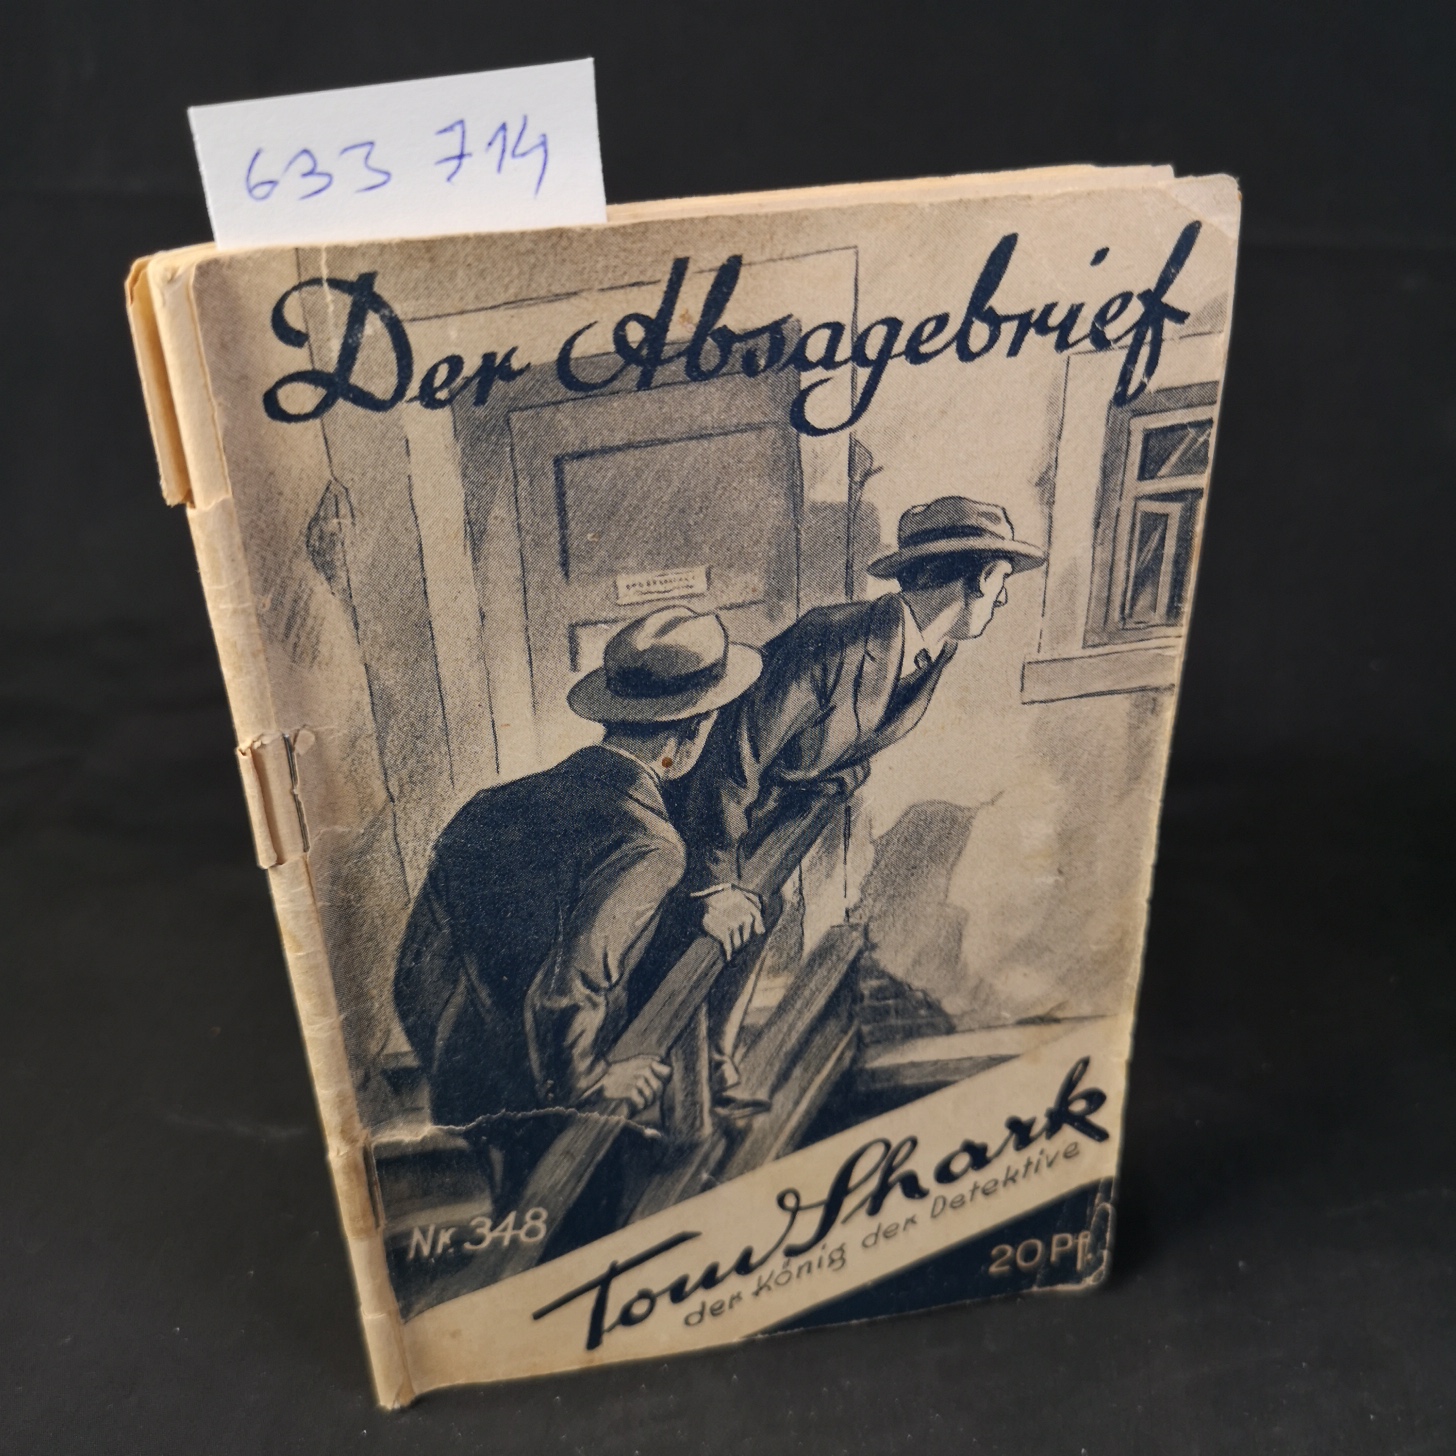 633 714
Der Absagebrief
Nr. 348
Tom Shark
der König der Detektive
20 Pf.